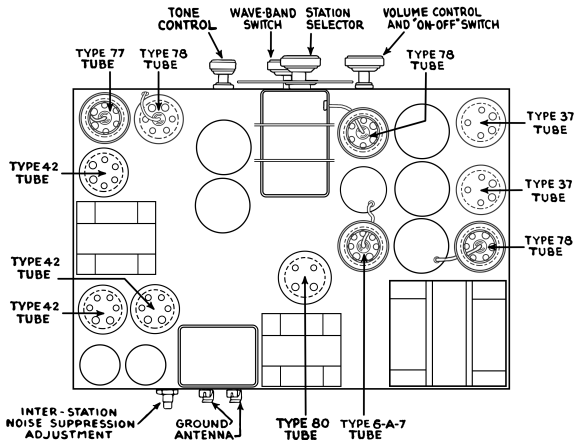 TONE
CONTROL
WAVE-BAND
SWITCH
STATION
SELECTOR
VOLUME CONTROL
AND "ON-OFF" SWITCH
TYPE 77
TUBE
TYPE 78
TUBE
TYPE 78
TUBE
TYPE 37
TUBE
TYPE 42
TUBE
TYPE 37
TUBE
TYPE 78
TUBE
TYPE 42
TUBE
TYPE 42
TUBE
INTER-STATION
NOISE SUPPRESSION
ADJUSTMENT
GROUND
ANTENNA
TYPE 80
TUBE
TYPE 6-A-7
TUBE